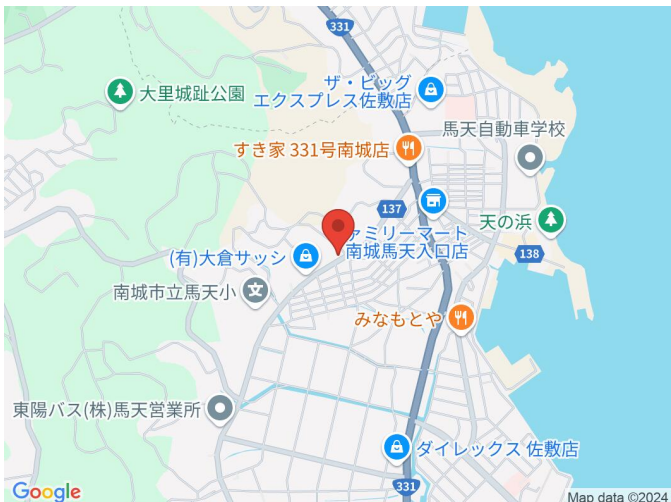 331
ザ・ビッグ
エクスプレス佐敷店
大里城趾公園
馬天自動車学校
すき家 331号南城店
137
ァミリーマート
南城馬天入口店
天の浜
(有)大倉サッシ
138
南城市立馬天小
文
みなもとや
東陽バス(株)馬天営業所
ダイレックス 佐敷店
331
Google
Map data ©2024